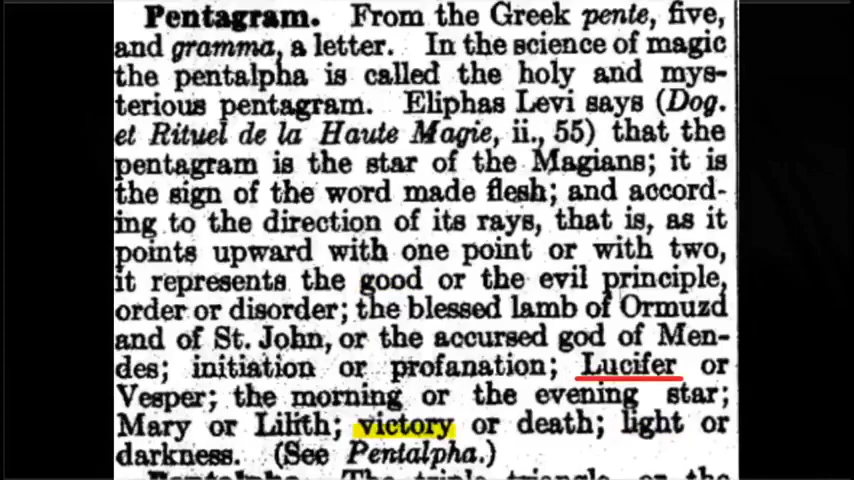 Pentagram. From the Greek pente, five,
and gramma, a letter. In the science of magic
the pentalpha is called the holy and mys-
terious pentagram. Eliphas Levi says (Dog.
et Rituel de la Haute Magie, ii., 55) that the
pentagram is the star of the Magians; it is
the sign of the word made flesh; and accord-
ing to the direction of its rays, that is, as it
points upward with one point or with two,
it represents the good or the evil principle,
order or disorder; the blessed lamb of Ormuzd
and of St. John, or the accursed god of Men-
des; initiation or profanation; Lucifer or
Vesper; the morning or the evening star;
Mary or Lilith; victory or death; light or
darkness. (See Pentalpha.)